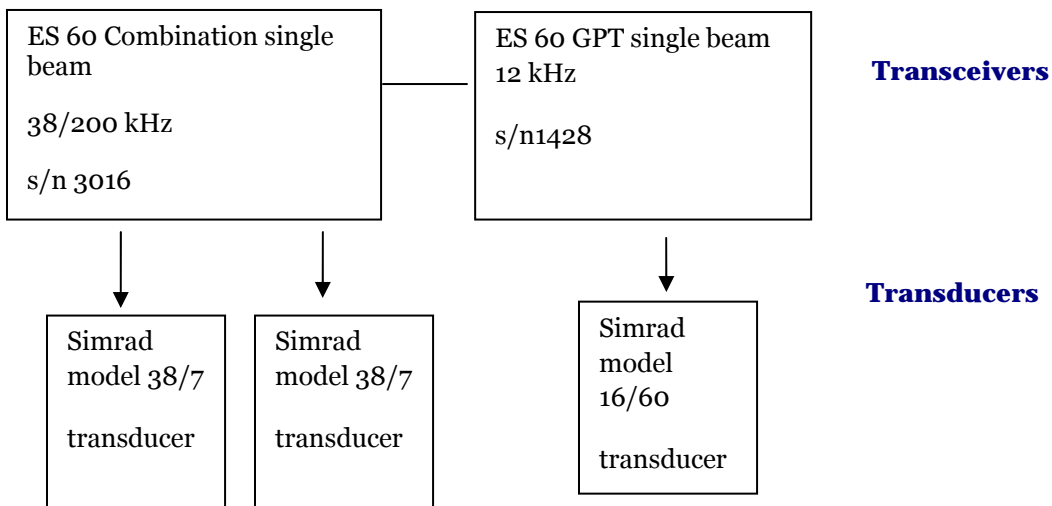 ES 60 Combination single
beam
38/200 kHz
s/n 3016
ES 60 GPT single beam
12 kHz
s/n1428
Transceivers
Simrad
model 38/7
transducer
Simrad
model 38/7
transducer
Simrad
model
16/60
transducer
Transducers